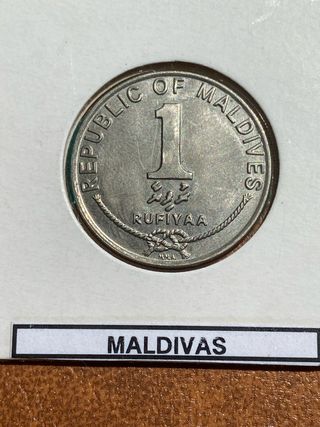 REPUBLIC OF MALDIVES
1
ރުފިޔާ
RUFIYAA
MALDIVAS